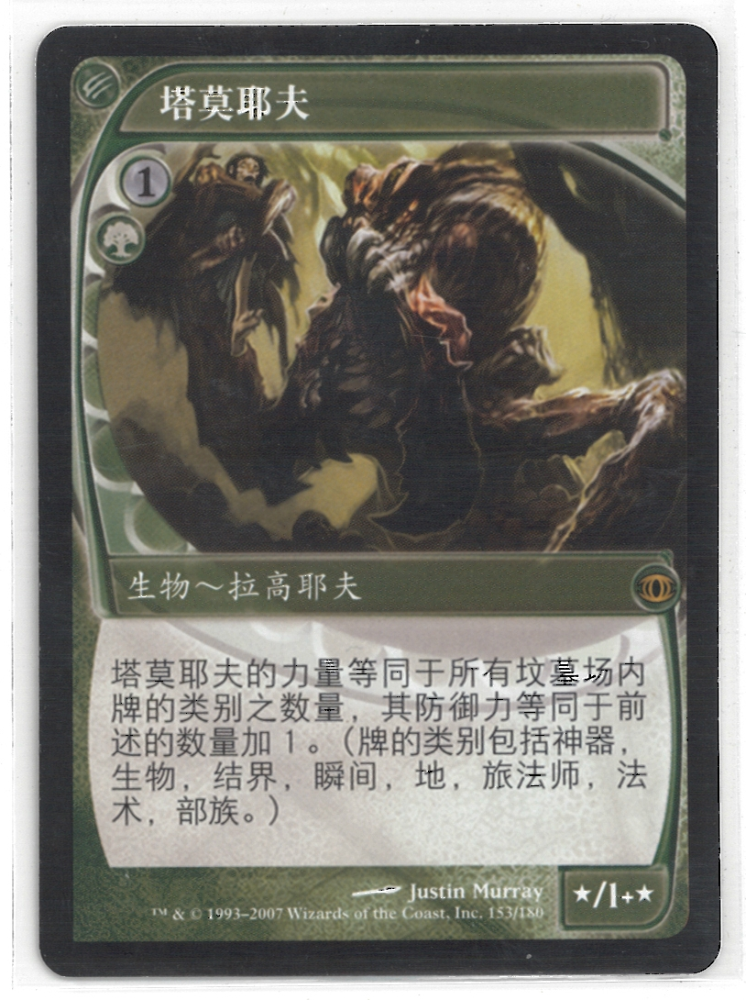 塔莫耶夫
1
生物～拉高耶夫
塔莫耶夫的力量等同于所有坟墓场内
牌的类别之数量，其防御力等同于前
述的数量加 1。（牌的类别包括神器，
生物，结界，瞬间，地，旅法师，法
术，部族。）
Justin Murray
★/1+★
™ & © 1993–2007 Wizards of the Coast, Inc. 153/180